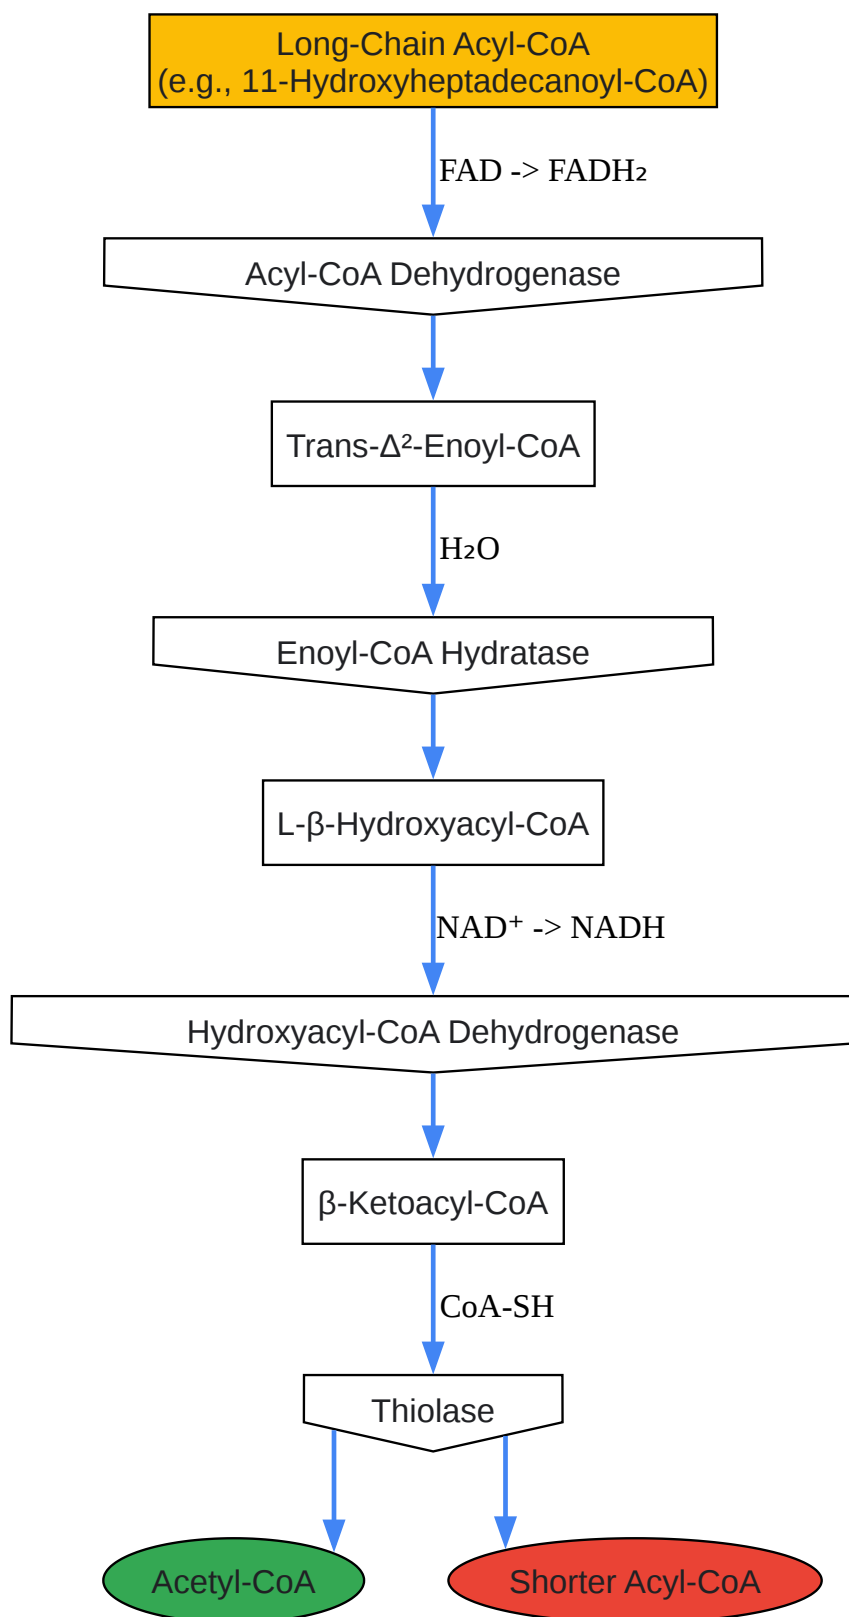 Long-Chain Acyl-CoA
(e.g., 11-Hydroxyheptadecanoyl-CoA)
FAD -> FADH₂
Acyl-CoA Dehydrogenase
Trans-Δ²-Enoyl-CoA
H₂O
Enoyl-CoA Hydratase
L-β-Hydroxyacyl-CoA
NAD⁺ -> NADH
Hydroxyacyl-CoA Dehydrogenase
β-Ketoacyl-CoA
CoA-SH
Thiolase
Acetyl-CoA
Shorter Acyl-CoA